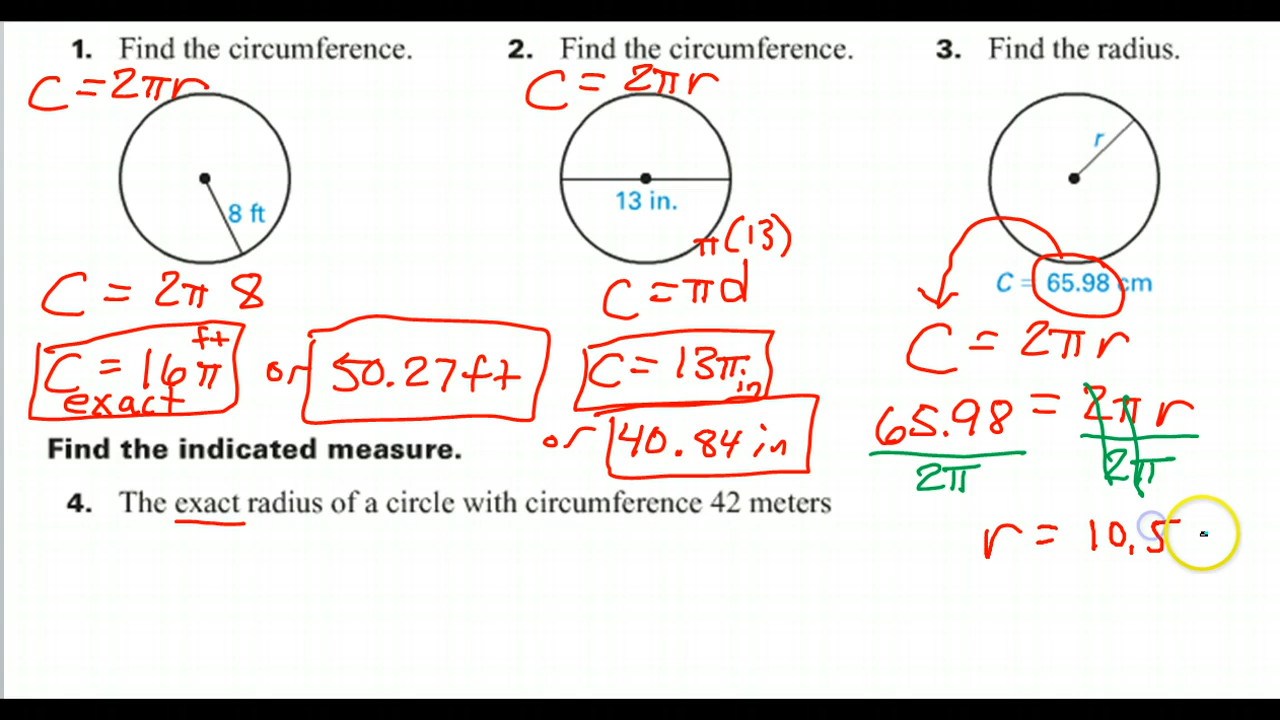 1. Find the circumference.
C = 2πr
8 ft
C = 2π 8
C = 16π ft
exact
or 50.27ft
2. Find the circumference.
C = 2πr
13 in.
π(13)
C = πd
C = 13π in
or 40.84 in
3. Find the radius.
r
C = 65.98 cm
C = 2πr
65.98 = 2πr
2π 2π
r = 10.5
Find the indicated measure.
4. The exact radius of a circle with circumference 42 meters